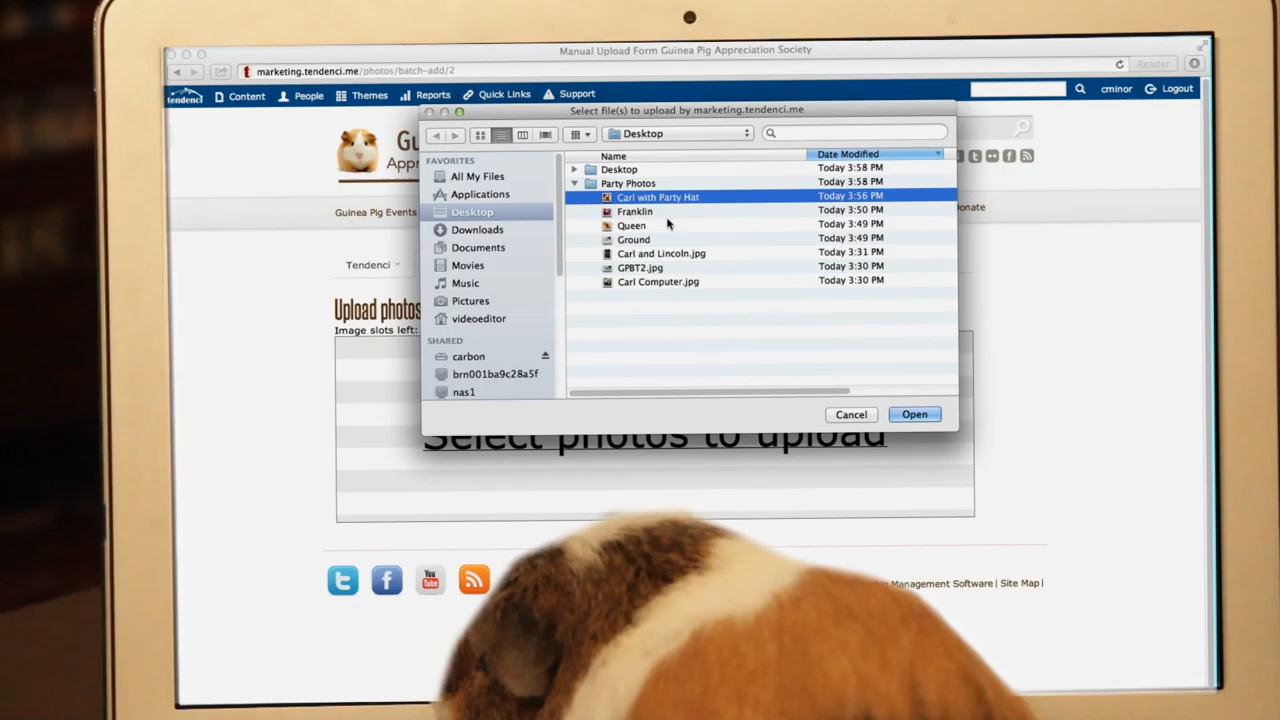 Manual Upload Form Guinea Pig Appreciation Society
marketing.tendenci.me/photos/batch-add/2
Reader
tendenci Content People Themes Reports Quick Links Support cminor Logout
Select file(s) to upload by marketing.tendenci.me
Desktop
FAVORITES
All My Files
Applications
Desktop
Downloads
Documents
Movies
Music
Pictures
videoeditor
SHARED
carbon
brn001ba9c28a5f
nas1
Name Date Modified
Desktop Today 3:58 PM
Party Photos Today 3:58 PM
Carl with Party Hat Today 3:56 PM
Franklin Today 3:50 PM
Queen Today 3:49 PM
Ground Today 3:49 PM
Carl and Lincoln.jpg Today 3:31 PM
GPBT2.jpg Today 3:30 PM
Carl Computer.jpg Today 3:30 PM
Cancel Open
Gu
Appr
Guinea Pig Events
onate
Tendenci
Upload photos
Image slots left:
Select photos to upload
You
Tube
Management Software | Site Map |